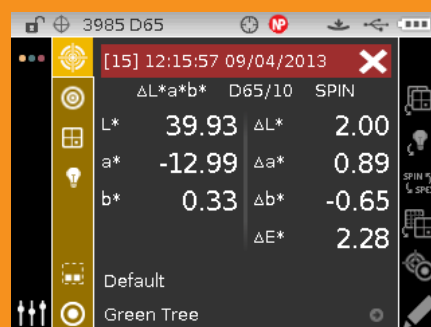 3985 D65 NP
[15] 12:15:57 09/04/2013
ΔL*a*b* D65/10 SPIN
L* 39.93 ΔL* 2.00
a* -12.99 Δa* 0.89
b* 0.33 Δb* -0.65
ΔE* 2.28
SPIN
SPEX
Default
Green Tree